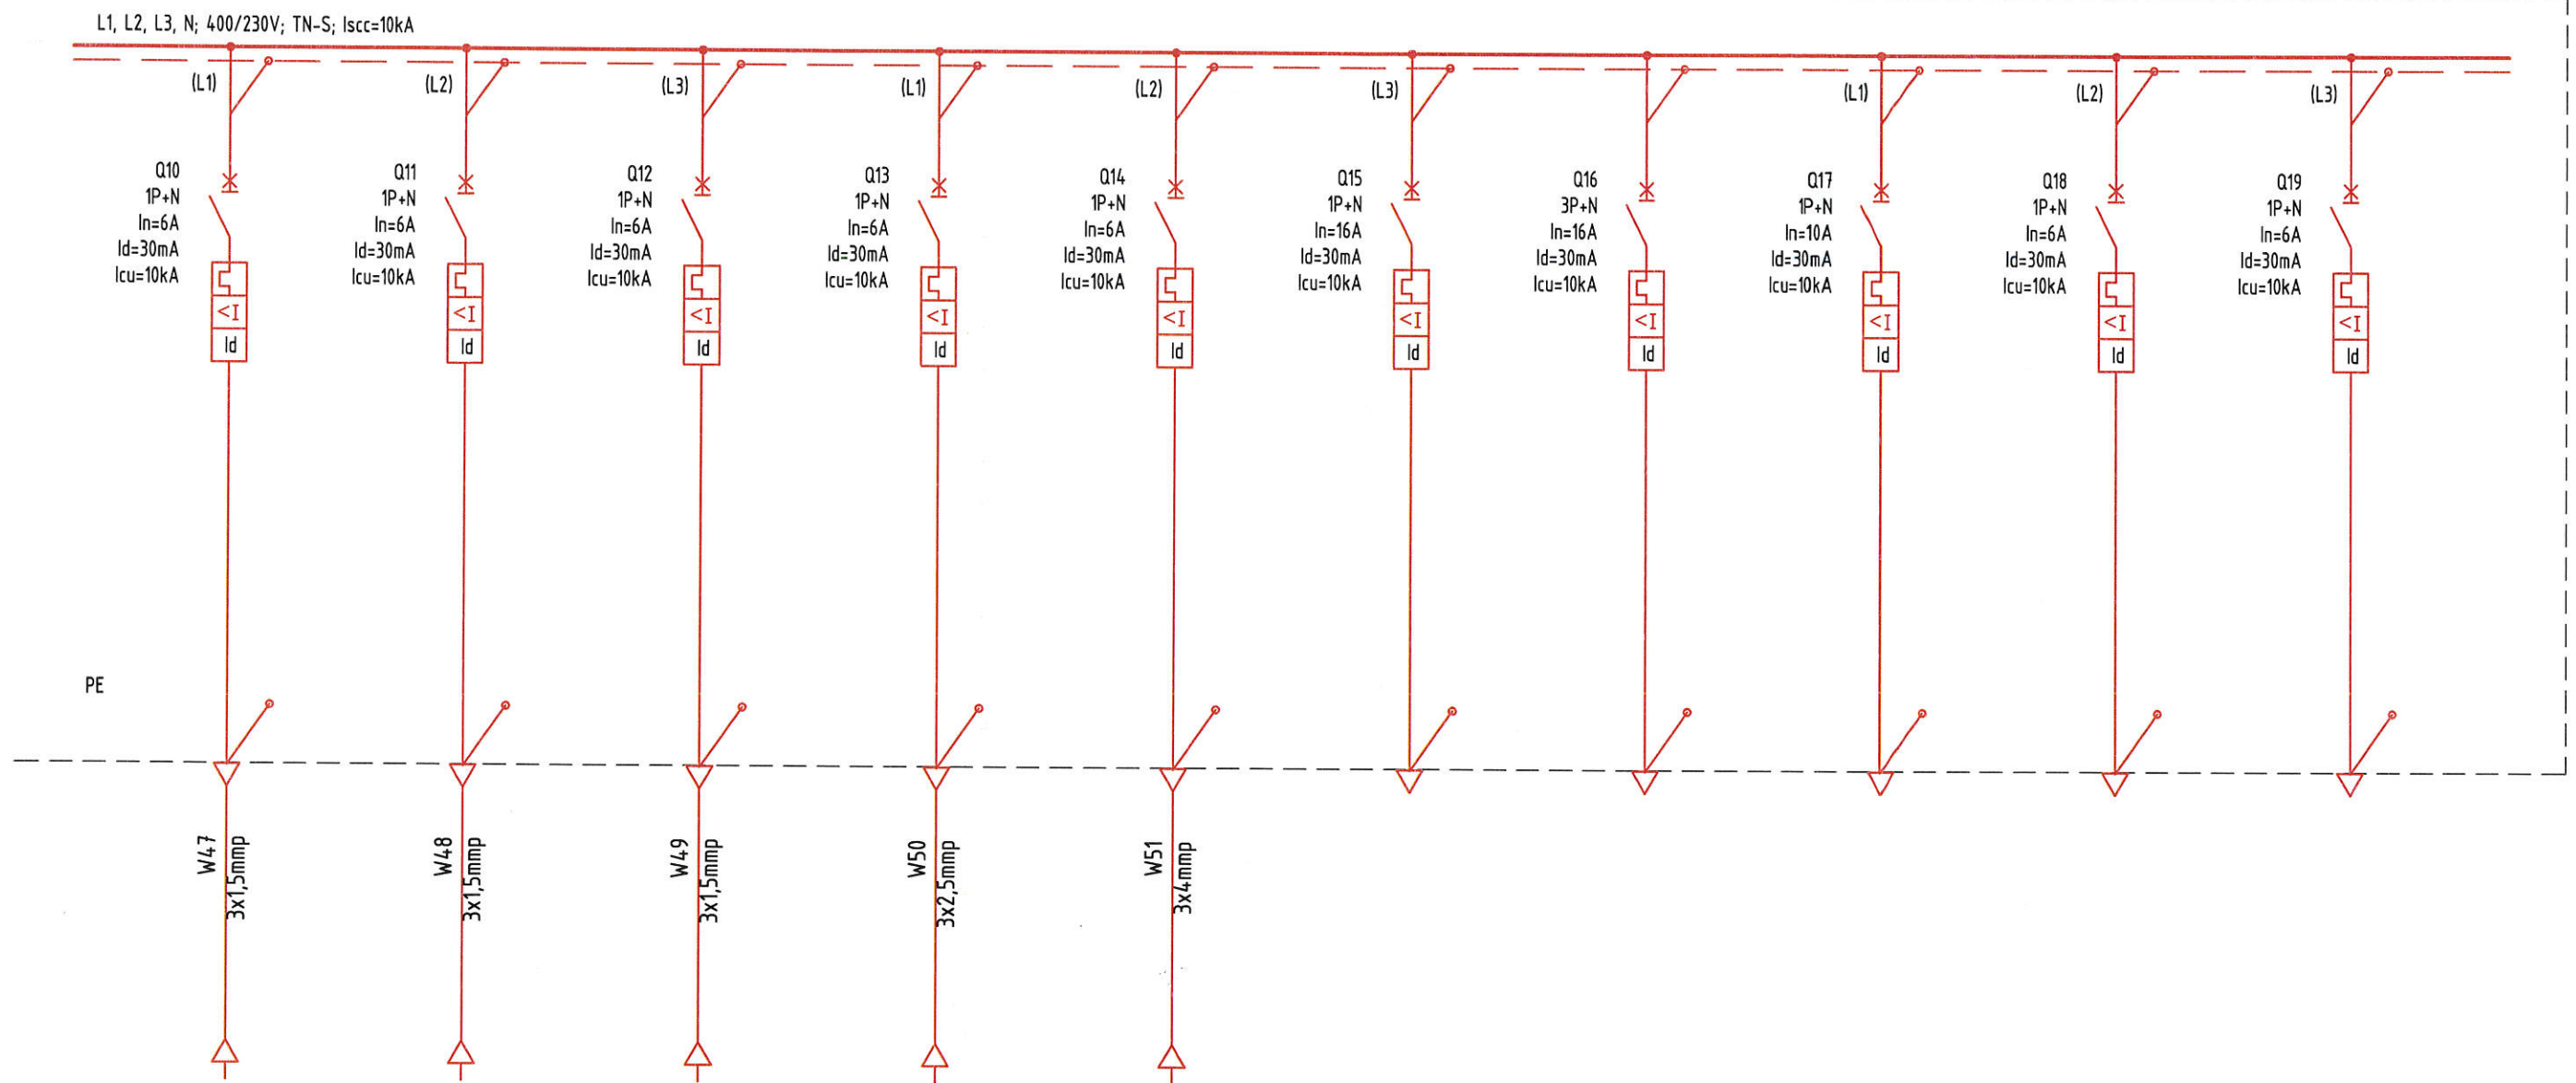 L1, L2, L3, N; 400/230V; TN-S; Iscc=10kA
(L1)
(L2)
(L3)
(L1)
(L2)
(L3)
(L1)
(L2)
(L3)
Q10
1P+N
In=6A
Id=30mA
Icu=10kA
<I
Id
Q11
1P+N
In=6A
Id=30mA
Icu=10kA
<I
Id
Q12
1P+N
In=6A
Id=30mA
Icu=10kA
<I
Id
Q13
1P+N
In=6A
Id=30mA
Icu=10kA
<I
Id
Q14
1P+N
In=6A
Id=30mA
Icu=10kA
<I
Id
Q15
1P+N
In=16A
Id=30mA
Icu=10kA
<I
Id
Q16
3P+N
In=16A
Id=30mA
Icu=10kA
<I
Id
Q17
1P+N
In=10A
Id=30mA
Icu=10kA
<I
Id
Q18
1P+N
In=6A
Id=30mA
Icu=10kA
<I
Id
Q19
1P+N
In=6A
Id=30mA
Icu=10kA
<I
Id
PE
W47
3x1,5mmp
W48
3x1,5mmp
W49
3x1,5mmp
W50
3x2,5mmp
W51
3x4mmp